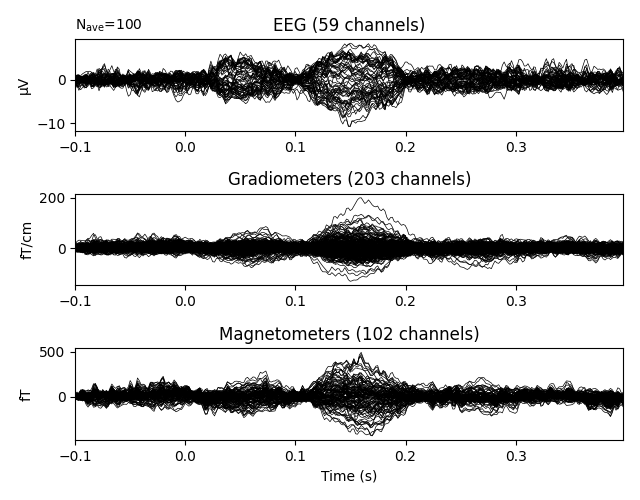 N_ave=100
EEG (59 channels)
μV
0
−10
−0.1 0.0 0.1 0.2 0.3
Gradiometers (203 channels)
fT/cm
200
0
−0.1 0.0 0.1 0.2 0.3
Magnetometers (102 channels)
fT
500
0
−0.1 0.0 0.1 0.2 0.3
Time (s)